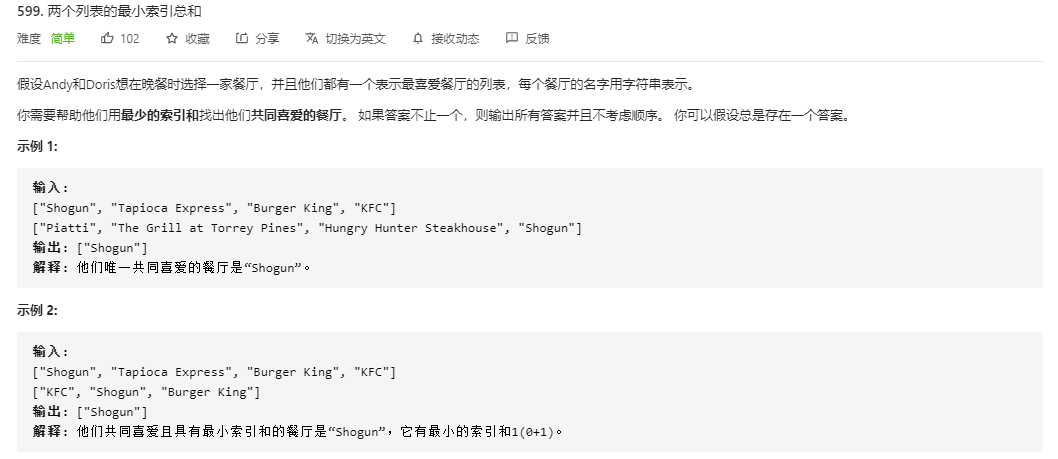 599. 两个列表的最小索引总和
难度 简单 102 收藏 分享 切换为英文 接收动态 反馈
假设Andy和Doris想在晚餐时选择一家餐厅，并且他们都有一个表示最喜爱餐厅的列表，每个餐厅的名字用字符串表示。
你需要帮助他们用最少的索引和找出他们共同喜爱的餐厅。 如果答案不止一个，则输出所有答案并且不考虑顺序。 你可以假设总是存在一个答案。
示例 1:
输入:
["Shogun", "Tapioca Express", "Burger King", "KFC"]
["Piatti", "The Grill at Torrey Pines", "Hungry Hunter Steakhouse", "Shogun"]
输出: ["Shogun"]
解释: 他们唯一共同喜爱的餐厅是“Shogun”。
示例 2:
输入:
["Shogun", "Tapioca Express", "Burger King", "KFC"]
["KFC", "Shogun", "Burger King"]
输出: ["Shogun"]
解释: 他们共同喜爱且具有最小索引和的餐厅是“Shogun”，它有最小的索引和1(0+1)。